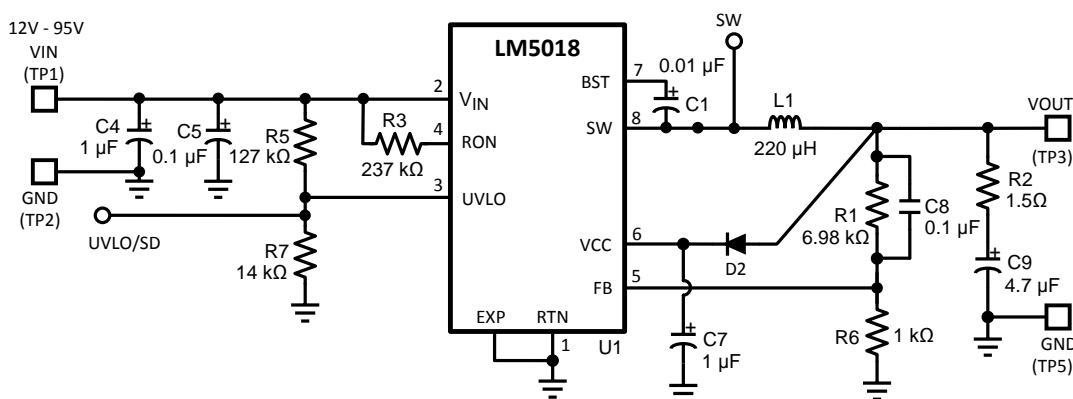 12V - 95V
VIN
(TP1)
GND
(TP2)
UVLO/SD
C4
+
1 µF
C5
+
0.1 µF
R5
127 kΩ
R7
14 kΩ
R3
237 kΩ
LM5018
2
VIN
4
RON
3
UVLO
EXP
RTN
1
U1
BST
7
SW
8
VCC
6
FB
5
0.01 µF
+
C1
SW
L1
220 µH
D2
+
C7
1 µF
R1
6.98 kΩ
C8
0.1 µF
R6
1 kΩ
R2
1.5Ω
+
C9
4.7 µF
VOUT
(TP3)
GND
(TP5)